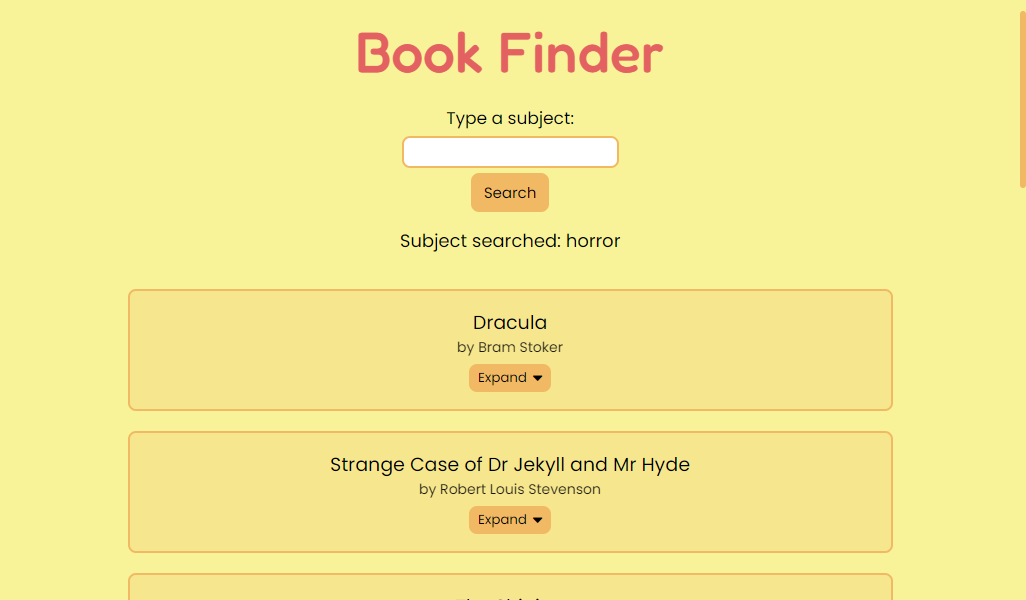 Book Finder
Type a subject:
Search
Subject searched: horror
Dracula
by Bram Stoker
Expand
Strange Case of Dr Jekyll and Mr Hyde
by Robert Louis Stevenson
Expand